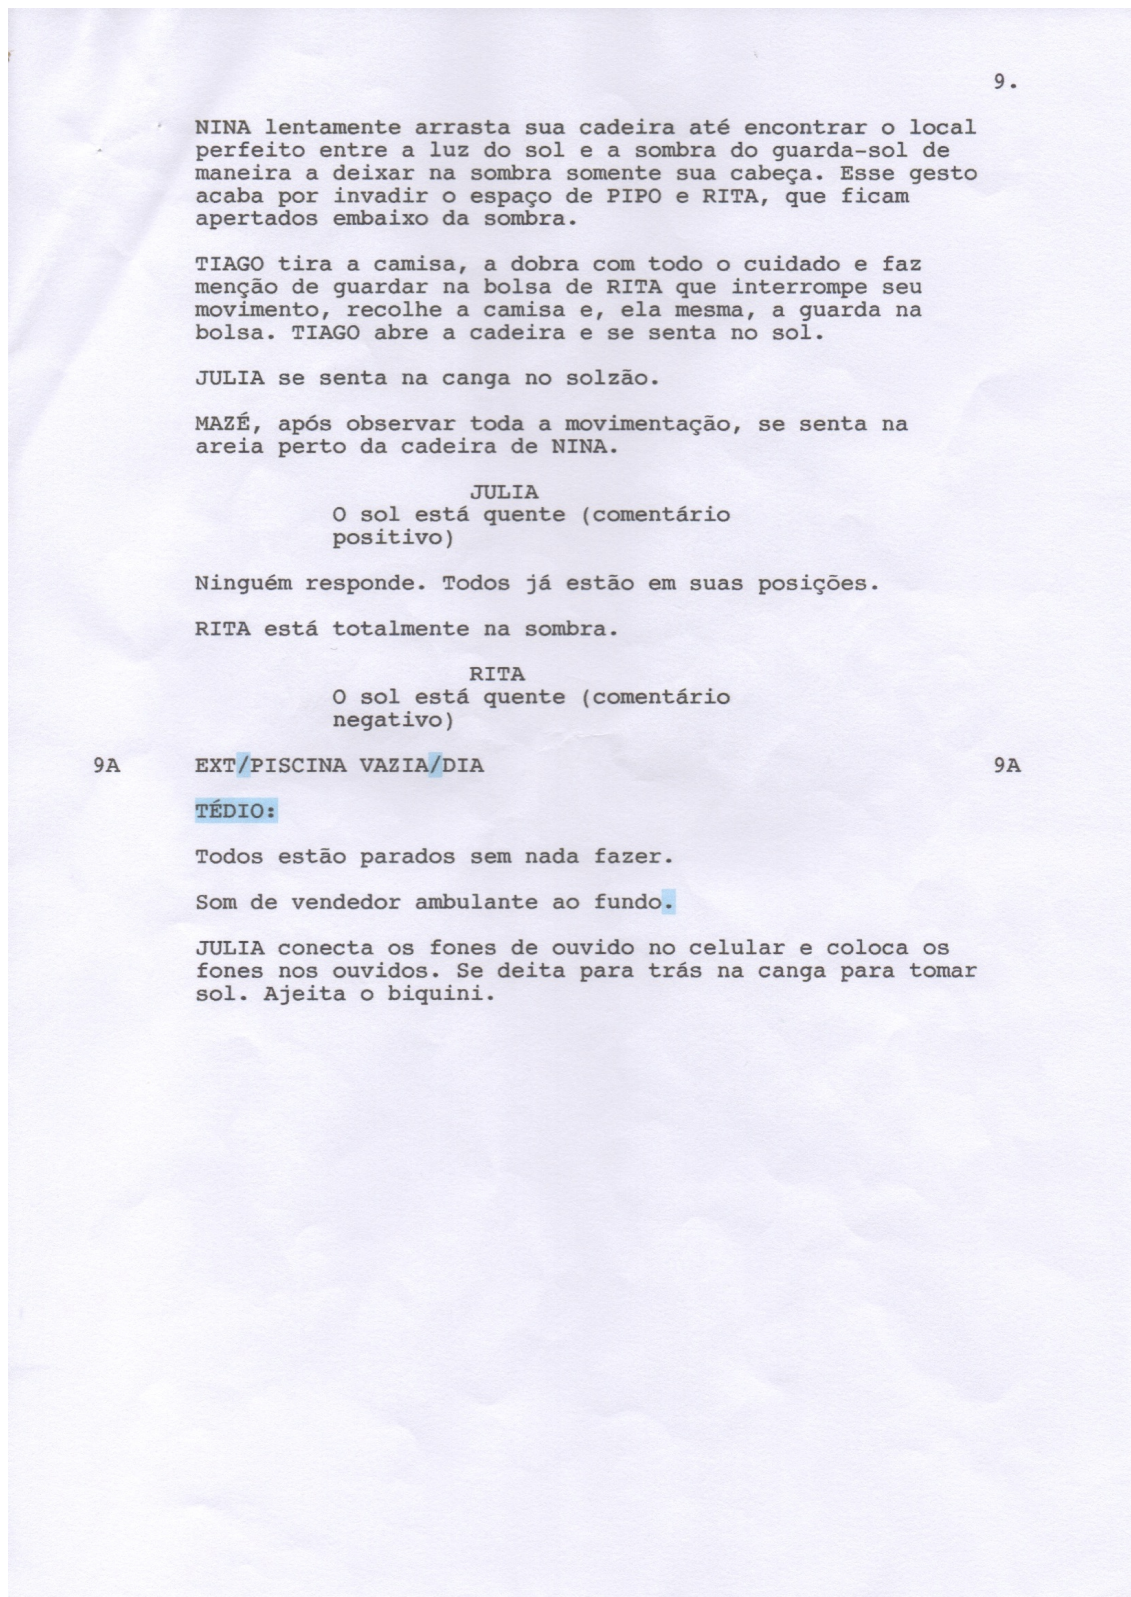 9.
NINA lentamente arrasta sua cadeira até encontrar o local
perfeito entre a luz do sol e a sombra do guarda-sol de
maneira a deixar na sombra somente sua cabeça. Esse gesto
acaba por invadir o espaço de PIPO e RITA, que ficam
apertados embaixo da sombra.
TIAGO tira a camisa, a dobra com todo o cuidado e faz
menção de guardar na bolsa de RITA que interrompe seu
movimento, recolhe a camisa e, ela mesma, a guarda na
bolsa. TIAGO abre a cadeira e se senta no sol.
JULIA se senta na canga no solzão.
MAZÉ, após observar toda a movimentação, se senta na
areia perto da cadeira de NINA.
JULIA
O sol está quente (comentário
positivo)
Ninguém responde. Todos já estão em suas posições.
RITA está totalmente na sombra.
RITA
O sol está quente (comentário
negativo)
9A EXT/PISCINA VAZIA/DIA 9A
TÉDIO:
Todos estão parados sem nada fazer.
Som de vendedor ambulante ao fundo.
JULIA conecta os fones de ouvido no celular e coloca os
fones nos ouvidos. Se deita para trás na canga para tomar
sol. Ajeita o biquini.